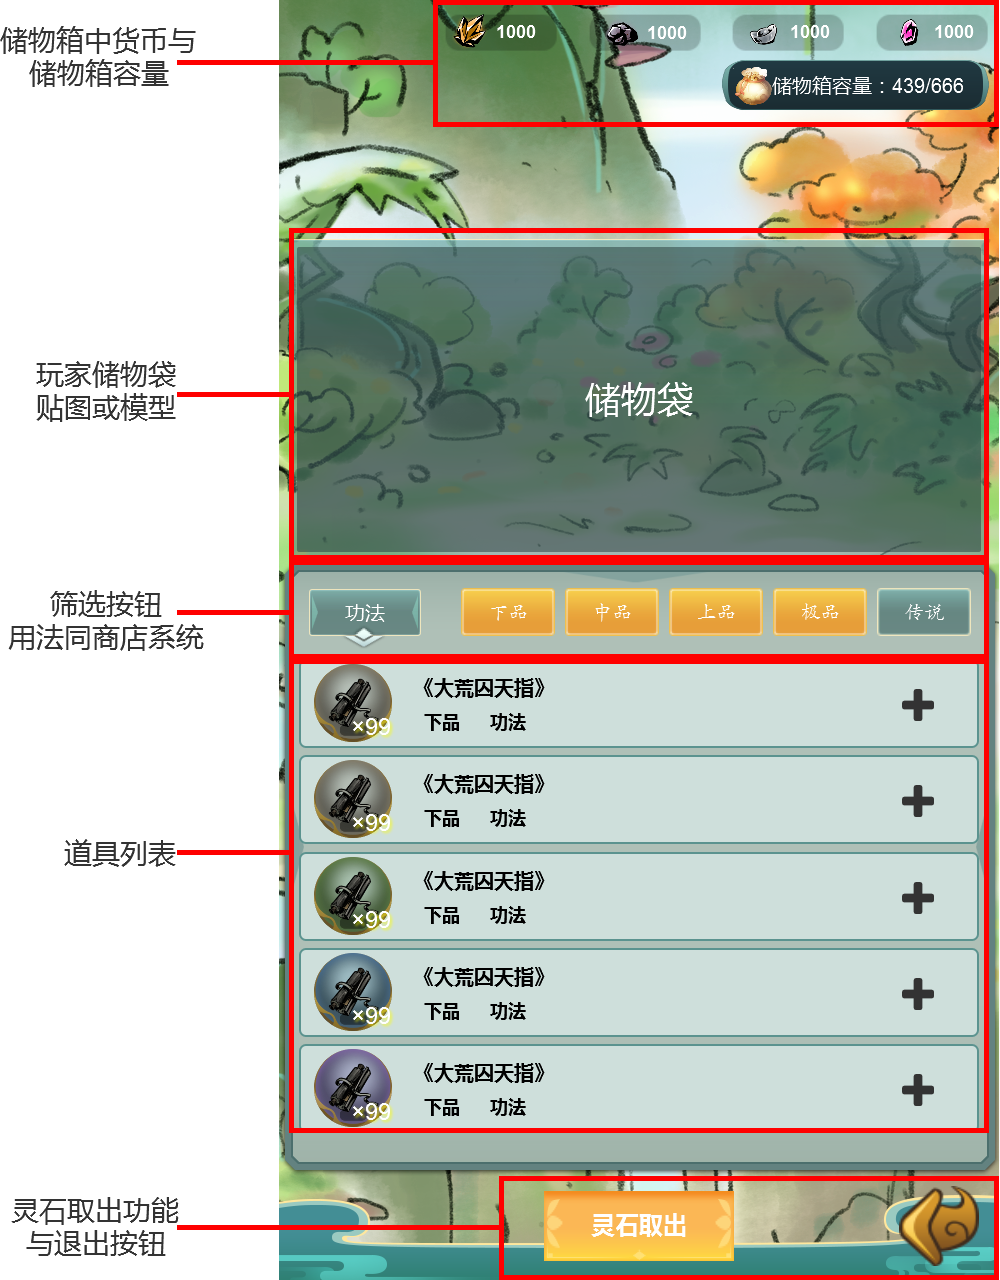 储物箱中货币与
储物箱容量
1000
1000
1000
1000
储物箱容量：439/666
玩家储物袋
贴图或模型
储物袋
筛选按钮
用法同商店系统
功法
下品
中品
上品
极品
传说
道具列表
×99
《大荒囚天指》
下品 功法
×99
《大荒囚天指》
下品 功法
×99
《大荒囚天指》
下品 功法
×99
《大荒囚天指》
下品 功法
×99
《大荒囚天指》
下品 功法
灵石取出功能
与退出按钮
灵石取出